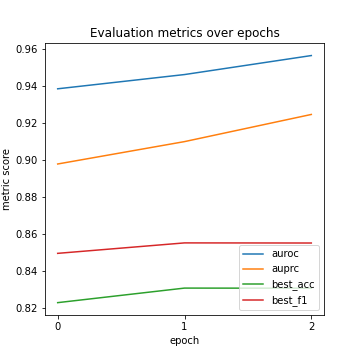 Evaluation metrics over epochs
metric score
0.96
0.94
0.92
0.90
0.88
0.86
0.84
0.82
auroc
auprc
best_acc
best_f1
0
1
2
epoch